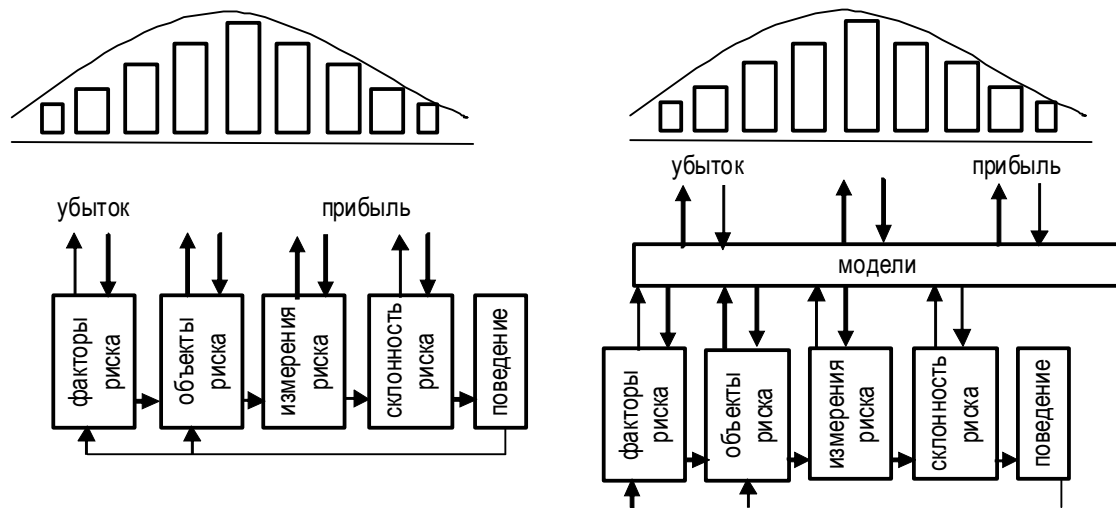 убыток прибыль
факторы
риска
объекты
риска
измерения
риска
склонность
риска
поведение
убыток прибыль
модели
факторы
риска
объекты
риска
измерения
риска
склонность
риска
поведение